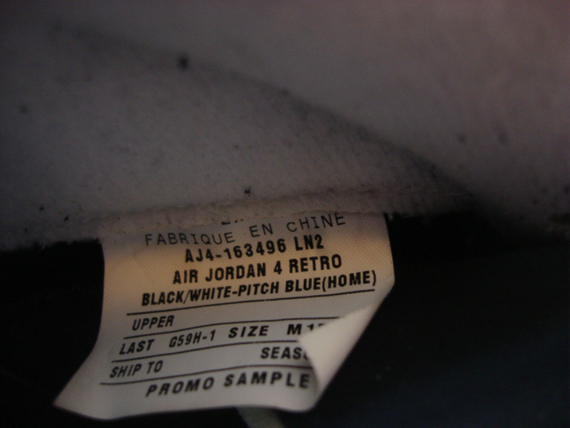 FABRIQUE EN CHINE
AJ4-163496 LN2
AIR JORDAN 4 RETRO
BLACK/WHITE-PITCH BLUE(HOME)
UPPER
LAST G59H-1 SIZE
SHIP TO
PROMO SAMPLE